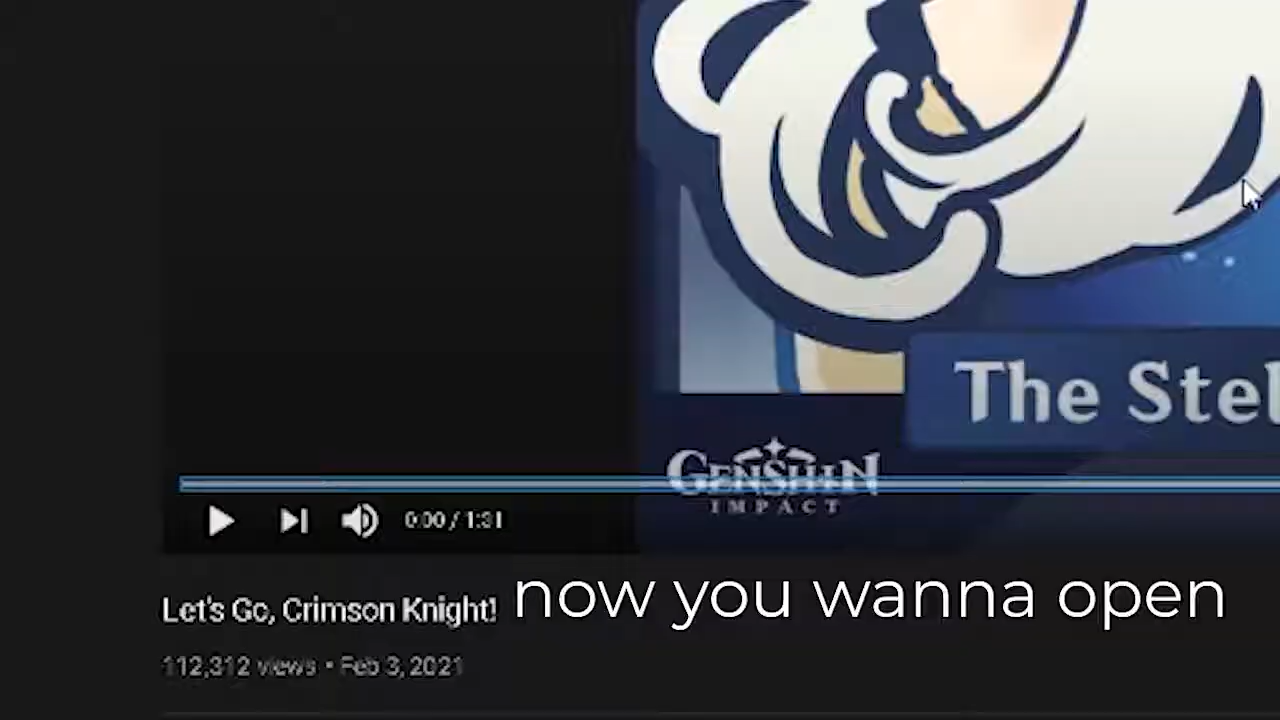 The Stel
GENSHIN
IMPACT
0:00 / 1:31
now you wanna open
Let's Go, Crimson Knight!
112,312 views • Feb 3, 2021